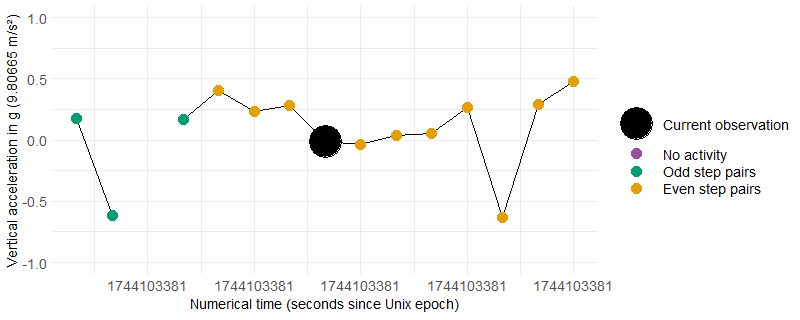 Vertical acceleration in g (9.80665 m/s²)
1.0
0.5
0.0
-0.5
-1.0
1744103381 1744103381 1744103381 1744103381 1744103381
Numerical time (seconds since Unix epoch)
Current observation
No activity
Odd step pairs
Even step pairs